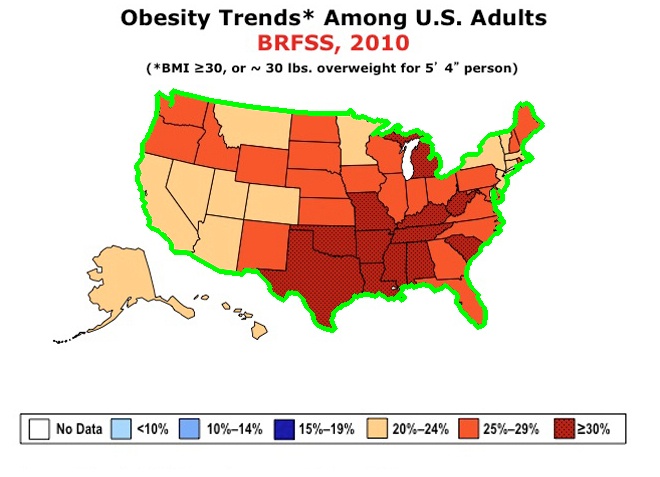 Obesity Trends* Among U.S. Adults
BRFSS, 2010
(*BMI ≥30, or ~ 30 lbs. overweight for 5’ 4” person)
No Data <10% 10%–14% 15%–19% 20%–24% 25%–29% ≥30%